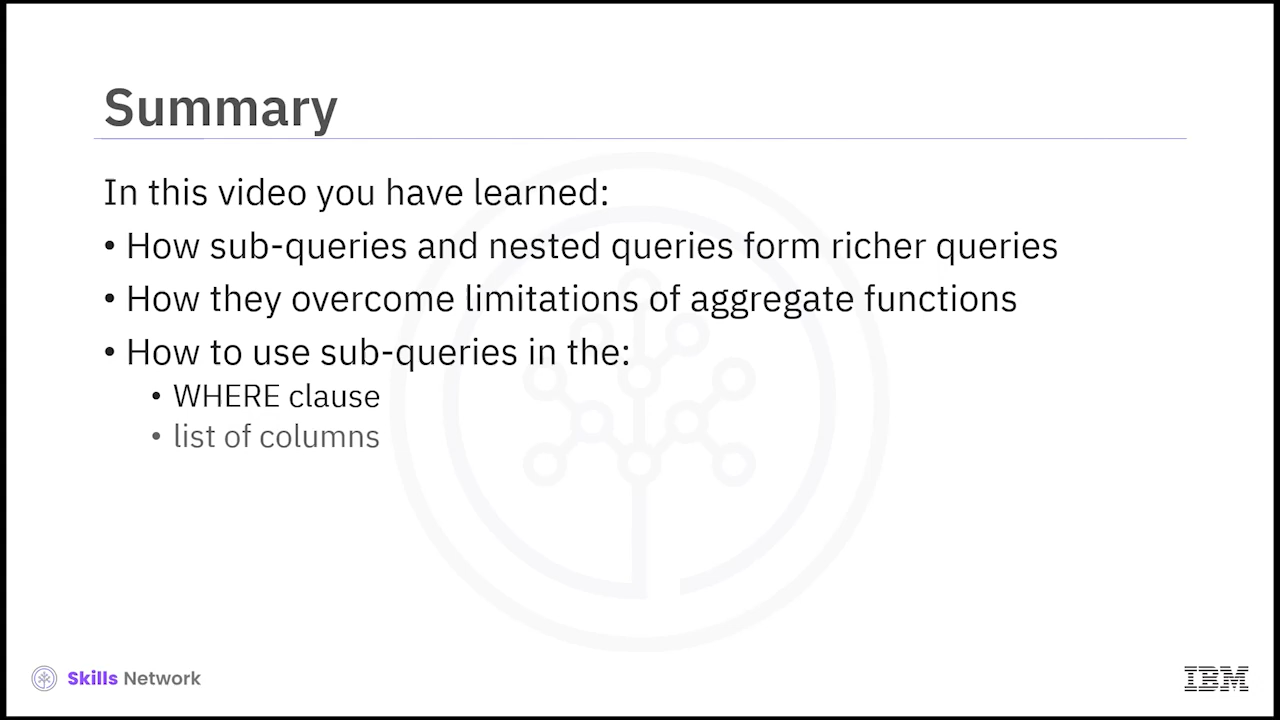 Summary
In this video you have learned:
• How sub-queries and nested queries form richer queries
• How they overcome limitations of aggregate functions
• How to use sub-queries in the:
• WHERE clause
• list of columns
Skills Network
IBM